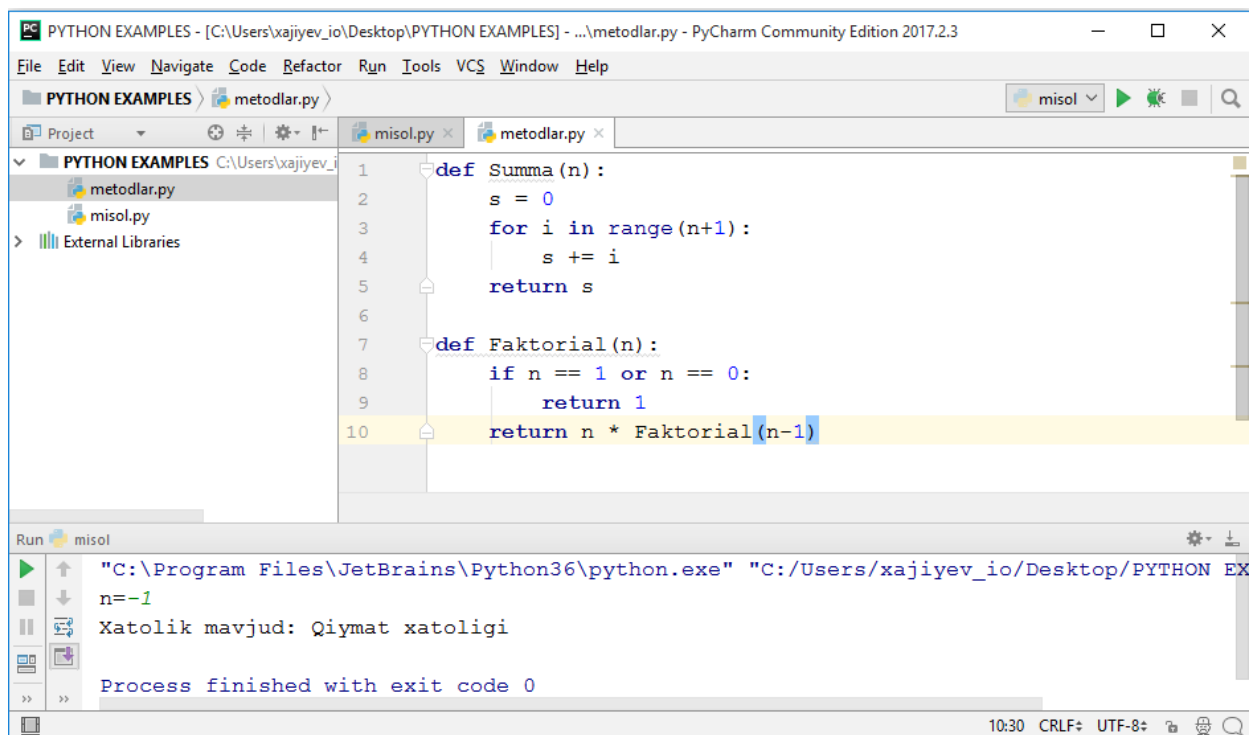 PYTHON EXAMPLES - [C:\Users\xajiyev_io\Desktop\PYTHON EXAMPLES] - ...\metodlar.py - PyCharm Community Edition 2017.2.3
File Edit View Navigate Code Refactor Run Tools VCS Window Help
PYTHON EXAMPLES metodlar.py misol
Project misol.py metodlar.py
PYTHON EXAMPLES C:\Users\xajiyev_i
metodlar.py
misol.py
External Libraries
1 def Summa(n):
2 s = 0
3 for i in range(n+1):
4 s += i
5 return s
6
7 def Faktorial(n):
8 if n == 1 or n == 0:
9 return 1
10 return n * Faktorial(n-1)
Run misol
"C:\Program Files\JetBrains\Python36\python.exe" "C:/Users/xajiyev_io/Desktop/PYTHON EX
n=-1
Xatolik mavjud: Qiymat xatoligi
Process finished with exit code 0
10:30 CRLF UTF-8